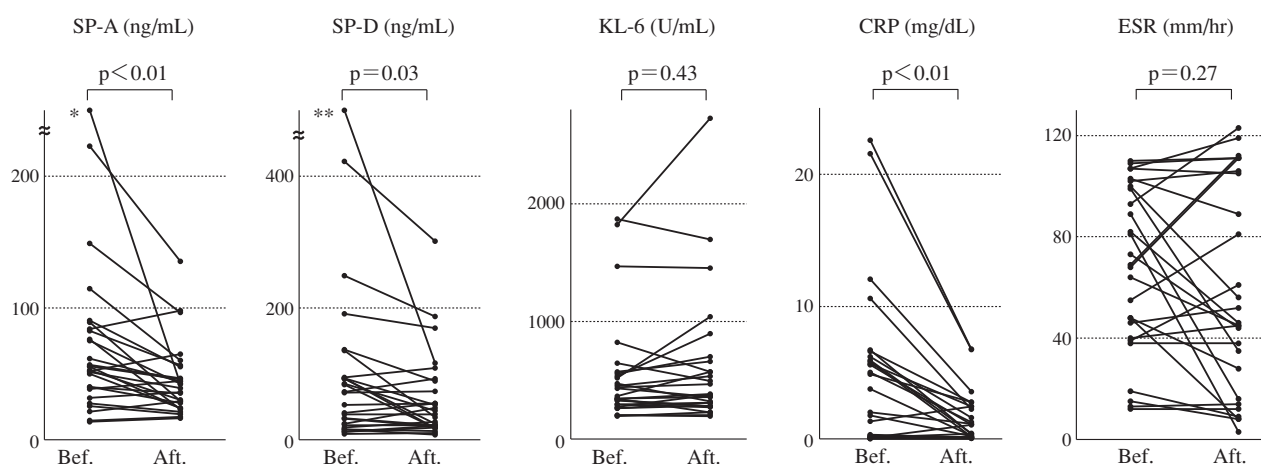 SP-A (ng/mL)
p<0.01
*
200
100
0
Bef. Aft.
SP-D (ng/mL)
p=0.03
**
400
200
0
Bef. Aft.
KL-6 (U/mL)
p=0.43
2000
1000
0
Bef. Aft.
CRP (mg/dL)
p<0.01
20
10
0
Bef. Aft.
ESR (mm/hr)
p=0.27
120
80
40
0
Bef. Aft.